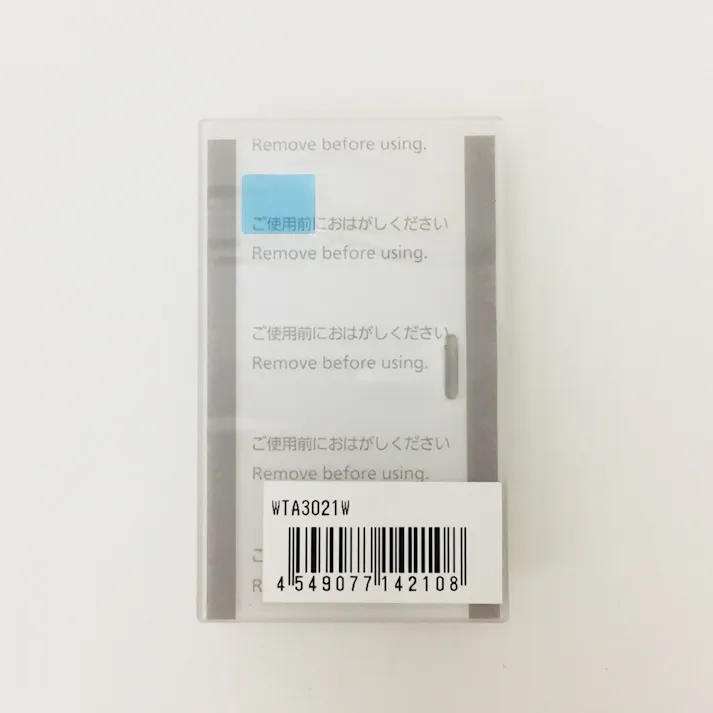 Remove before using.
ご使用前におはがしください
Remove before using.
ご使用前におはがしください
Remove before using.
ご使用前におはがしください
Remove before using.
WTA3021W
ご
R
4 549077 142108